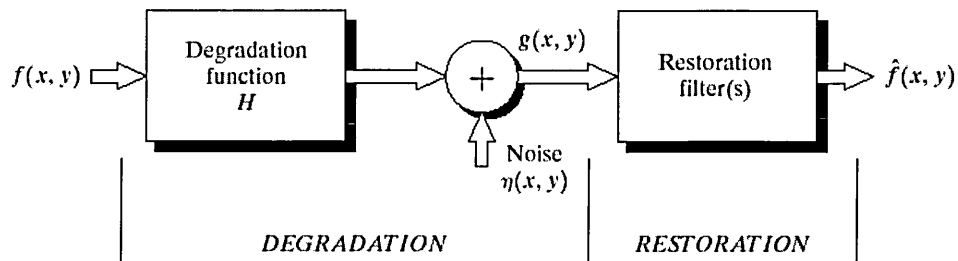 f(x, y)
Degradation
function
H
+
g(x, y)
Noise
η(x, y)
Restoration
filter(s)
f̂(x, y)
DEGRADATION
RESTORATION